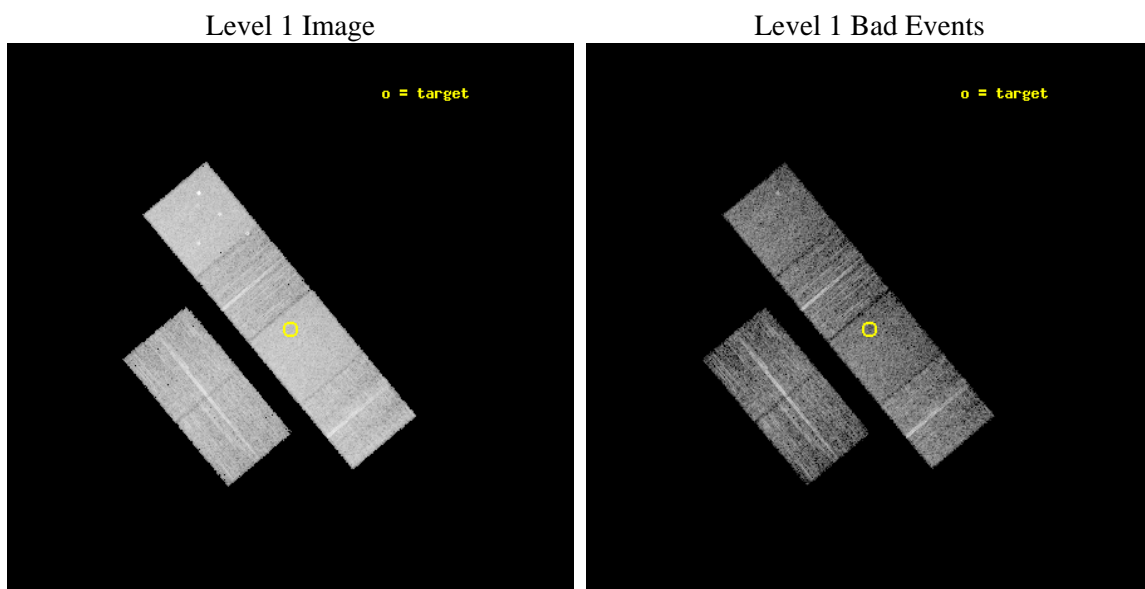 Level 1 Image
Level 1 Bad Events
o = target
o = target